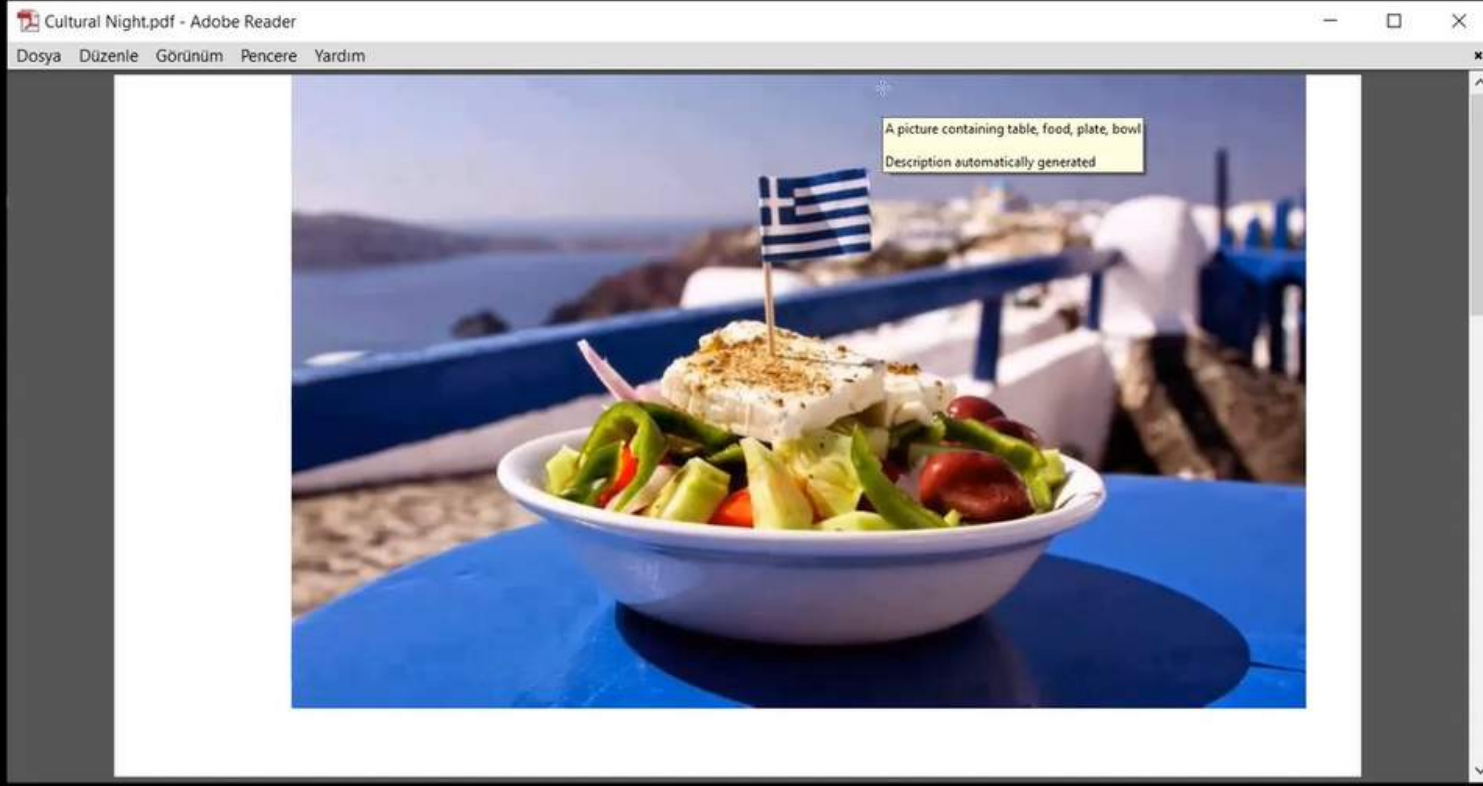 Cultural Night.pdf - Adobe Reader
Dosya Düzenle Görünüm Pencere Yardım
A picture containing table, food, plate, bowl
Description automatically generated